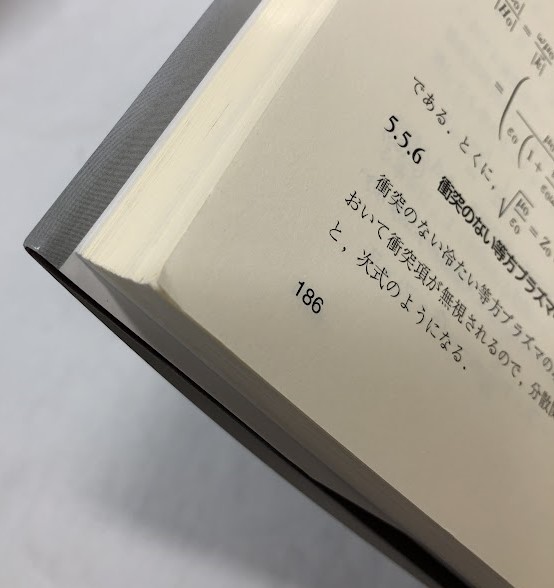 である．とくに，√μ₀/ε₀ = Z₀
5.5.6 衝突のない等方プラズマ
衝突のない冷たい等方プラズマの
おいて衝突項が無視されるので，分散
と，次式のようになる．
186